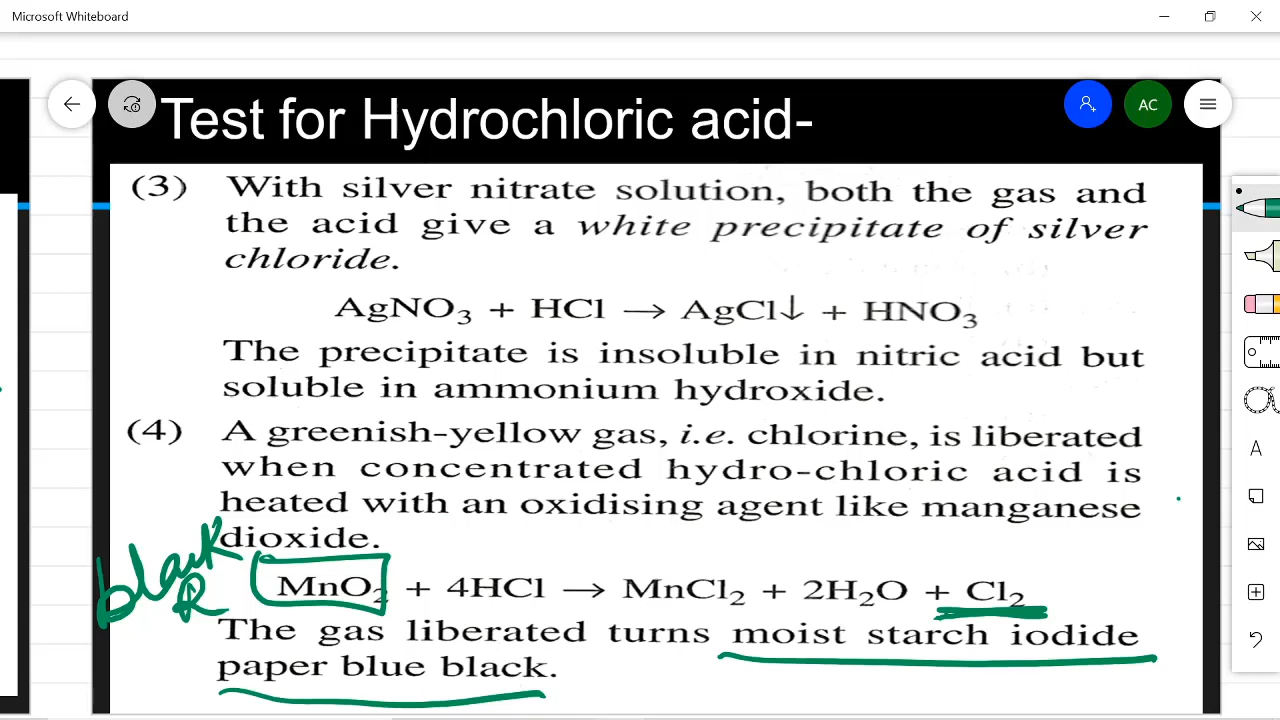 Microsoft Whiteboard
AC
Test for Hydrochloric acid-
(3) With silver nitrate solution, both the gas and
the acid give a white precipitate of silver
chloride.
AgNO₃ + HCl → AgCl↓ + HNO₃
The precipitate is insoluble in nitric acid but
soluble in ammonium hydroxide.
(4) A greenish-yellow gas, i.e. chlorine, is liberated
when concentrated hydro-chloric acid is
heated with an oxidising agent like manganese
dioxide.
black
MnO₂ + 4HCl → MnCl₂ + 2H₂O + Cl₂
The gas liberated turns moist starch iodide
paper blue black.